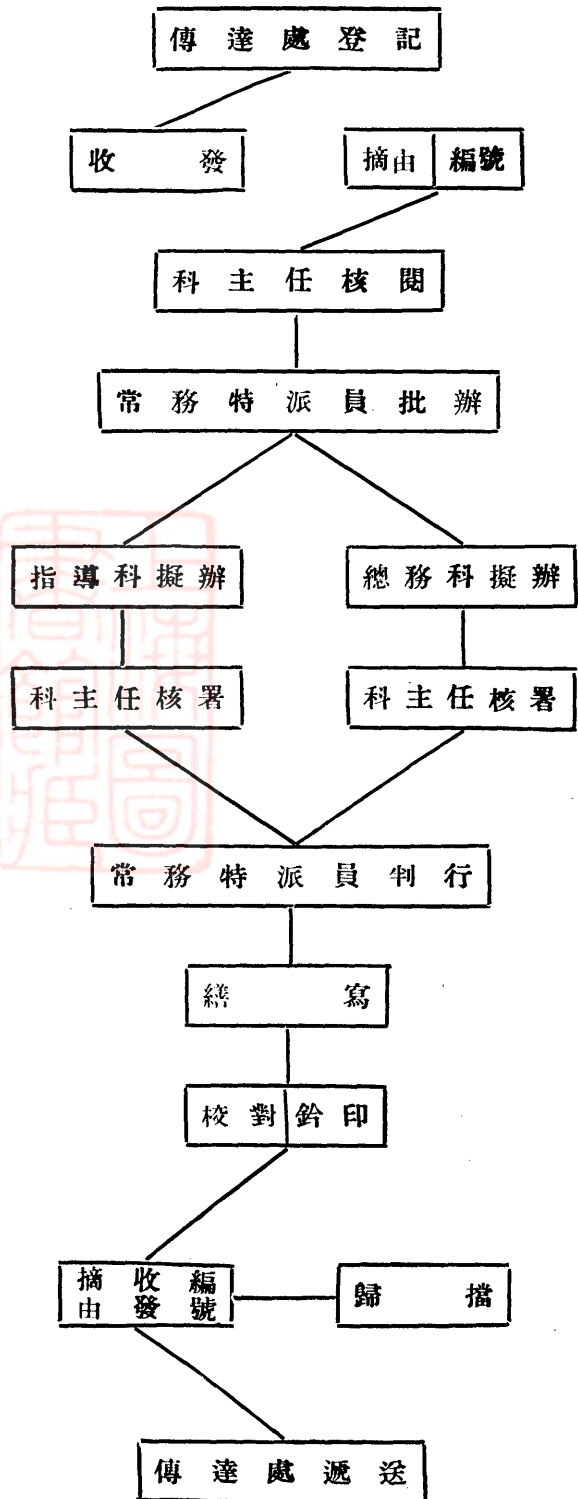 傳達處登記
收發
摘由 編號
科主任核閱
常務特派員批辦
指導科擬辦
總務科擬辦
科主任核署
科主任核署
常務特派員判行
繕寫
校對 鈐印
摘由 收發 編號
歸檔
傳達處遞送